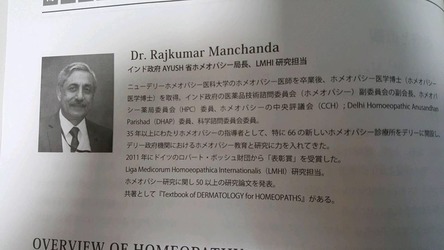 Dr. Rajkumar Manchanda
インド政府 AYUSH 省ホメオパシー局長、LMHI 研究担当
ニューデリーホメオパシー医科大学のホメオパシー医師を卒業後、ホメオパシー医学博士（ホメオパシー
医学博士）を取得。インド政府の医薬品技術諮問委員会（ホメオパシー）副委員会の副会長、ホメオパ
シー薬局委員会（HPC）委員、ホメオパシーの中央評議会（CCH）; Delhi Homoeopathic Anusandhan
Parishad (DHAP) 委員、科学諮問委員会委員。
35 年以上にわたりホメオパシーの指導者として、特に 66 の新しいホメオパシー診療所をデリーに開設し、
デリー政府機関におけるホメオパシー教育と研究に力を入れてきた。
2011 年にドイツのロバート・ボッシュ財団から「表彰賞」を受賞した。
Liga Medicorum Homoeopathica Internationalis (LMHI) 研究担当。
ホメオパシー研究に関し 50 以上の研究論文を発表。
共著として『Textbook of DERMATOLOGY for HOMEOPATHS』がある。
OVERVIEW OF